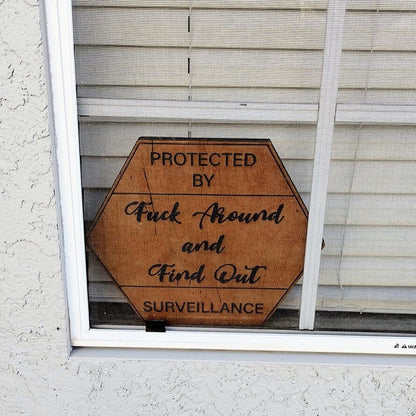 PROTECTED
BY
Fuck Around
and
Find Out
SURVEILLANCE